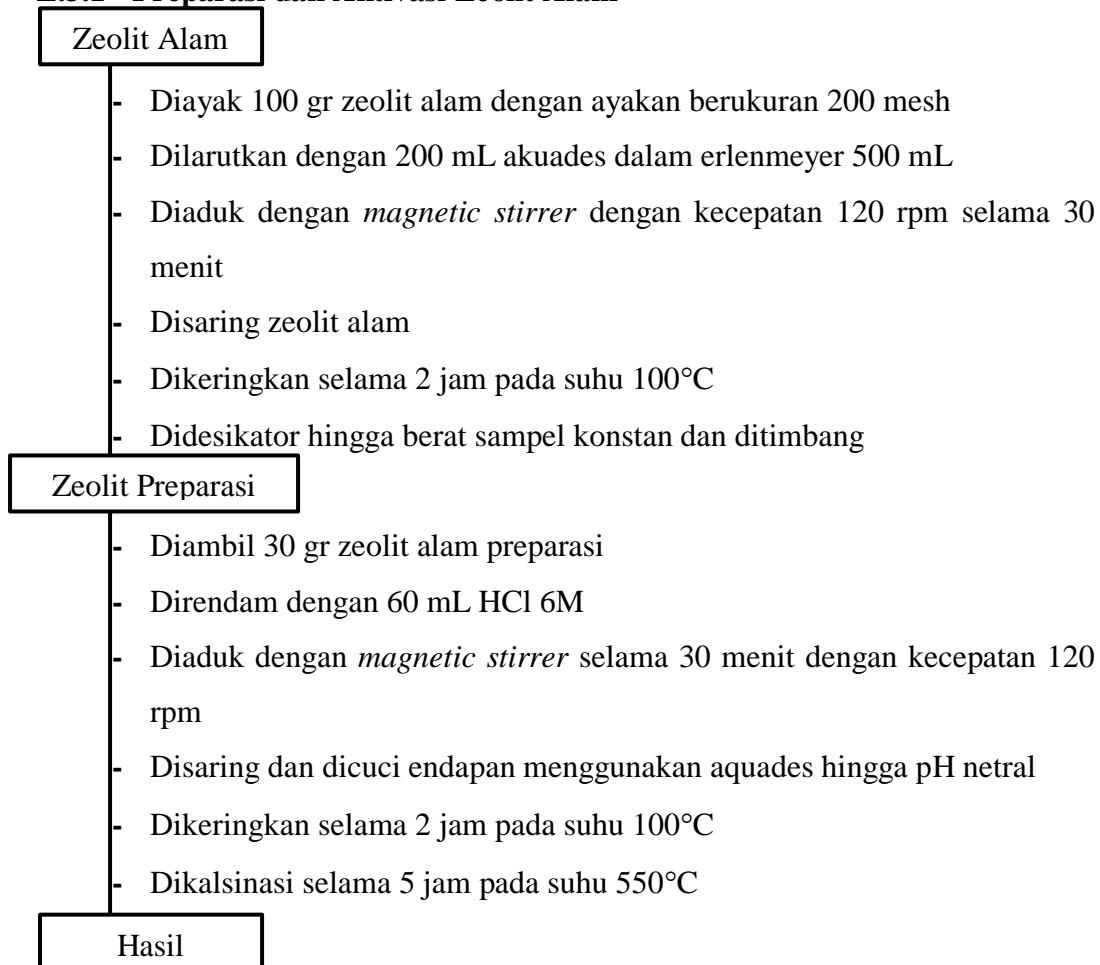 Zeolit Alam
- Diayak 100 gr zeolit alam dengan ayakan berukuran 200 mesh
- Dilarutkan dengan 200 mL akuades dalam erlenmeyer 500 mL
- Diaduk dengan magnetic stirrer dengan kecepatan 120 rpm selama 30
menit
- Disaring zeolit alam
- Dikeringkan selama 2 jam pada suhu 100°C
- Didesikator hingga berat sampel konstan dan ditimbang
Zeolit Preparasi
- Diambil 30 gr zeolit alam preparasi
- Direndam dengan 60 mL HCl 6M
- Diaduk dengan magnetic stirrer selama 30 menit dengan kecepatan 120
rpm
- Disaring dan dicuci endapan menggunakan aquades hingga pH netral
- Dikeringkan selama 2 jam pada suhu 100°C
- Dikalsinasi selama 5 jam pada suhu 550°C
Hasil